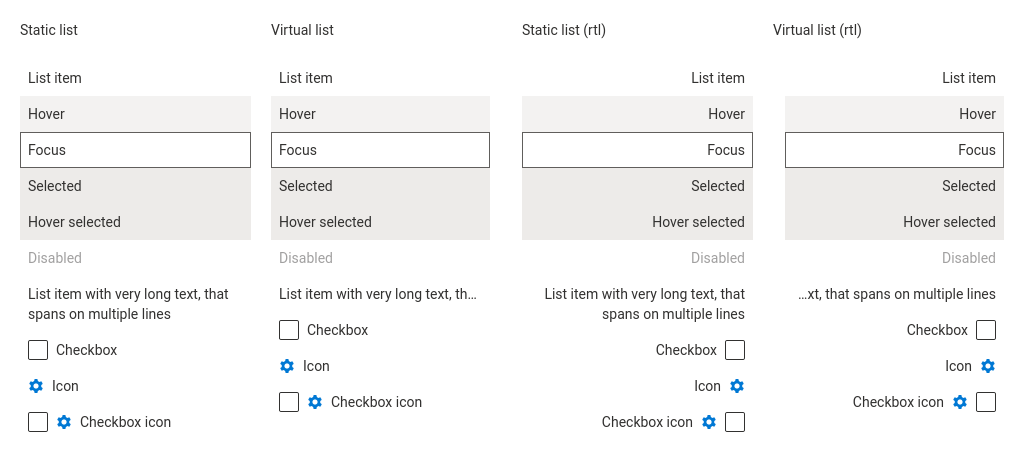 Static list
List item
Hover
Focus
Selected
Hover selected
Disabled
List item with very long text, that
spans on multiple lines
Checkbox
Icon
Checkbox icon
Virtual list
List item
Hover
Focus
Selected
Hover selected
Disabled
List item with very long text, th…
Checkbox
Icon
Checkbox icon
Static list (rtl)
List item
Hover
Focus
Selected
Hover selected
Disabled
List item with very long text, that
spans on multiple lines
Checkbox
Icon
Checkbox icon
Virtual list (rtl)
List item
Hover
Focus
Selected
Hover selected
Disabled
…xt, that spans on multiple lines
Checkbox
Icon
Checkbox icon